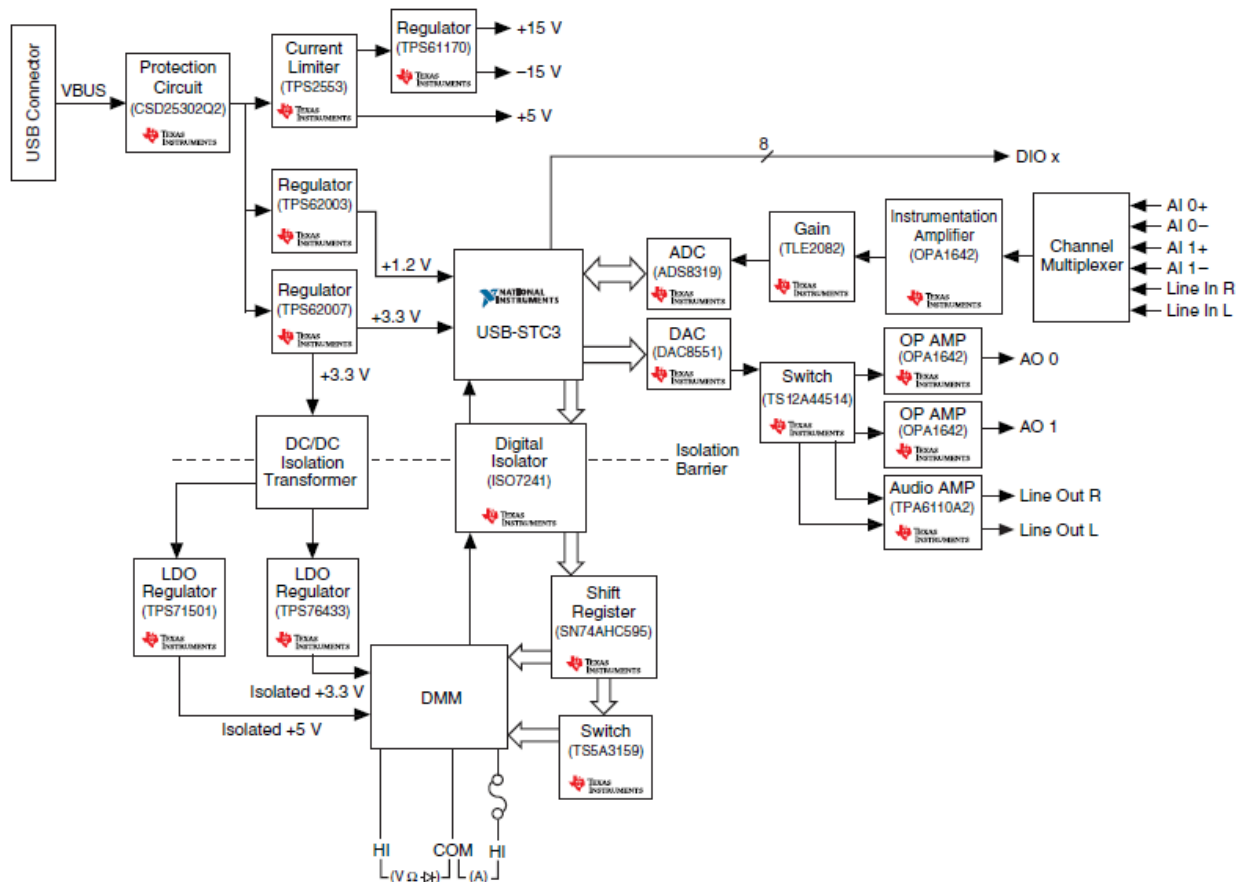 USB Connector
VBUS
Protection
Circuit
(CSD25302Q2)
TEXAS
INSTRUMENTS
Current
Limiter
(TPS2553)
TEXAS
INSTRUMENTS
Regulator
(TPS61170)
TEXAS
INSTRUMENTS
+15 V
–15 V
+5 V
Regulator
(TPS62003)
TEXAS
INSTRUMENTS
+1.2 V
Regulator
(TPS62007)
TEXAS
INSTRUMENTS
+3.3 V
+3.3 V
NATIONAL
INSTRUMENTS
USB-STC3
8
DIO x
ADC
(ADS8319)
TEXAS
INSTRUMENTS
Gain
(TLE2082)
TEXAS
INSTRUMENTS
Instrumentation
Amplifier
(OPA1642)
TEXAS
INSTRUMENTS
Channel
Multiplexer
AI 0+
AI 0–
AI 1+
AI 1–
Line In R
Line In L
DAC
(DAC8551)
TEXAS
INSTRUMENTS
Switch
(TS12A44514)
TEXAS
INSTRUMENTS
OP AMP
(OPA1642)
TEXAS
INSTRUMENTS
AO 0
OP AMP
(OPA1642)
TEXAS
INSTRUMENTS
AO 1
Audio AMP
(TPA6110A2)
TEXAS
INSTRUMENTS
Line Out R
Line Out L
DC/DC
Isolation
Transformer
Digital
Isolator
(ISO7241)
TEXAS
INSTRUMENTS
Isolation
Barrier
LDO
Regulator
(TPS71501)
TEXAS
INSTRUMENTS
LDO
Regulator
(TPS76433)
TEXAS
INSTRUMENTS
Shift
Register
(SN74AHC595)
TEXAS
INSTRUMENTS
Isolated +3.3 V
Isolated +5 V
DMM
Switch
(TS5A3159)
TEXAS
INSTRUMENTS
HI
COM
HI
(V Ω
(A)